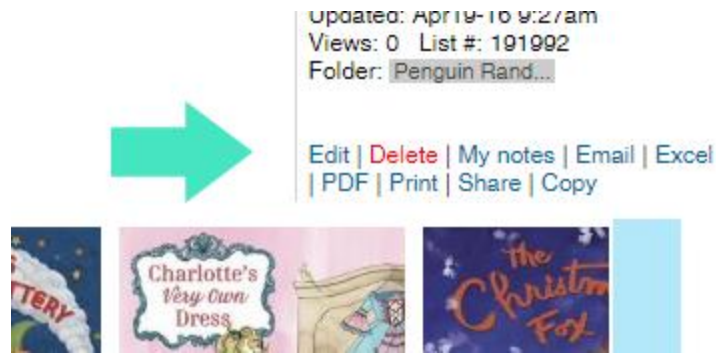 Updated: Apr19-16 9:27am
Views: 0 List #: 191992
Folder: Penguin Rand...
Edit | Delete | My notes | Email | Excel
| PDF | Print | Share | Copy
TTERY
Charlotte's
Very Own
Dress
the
Christm
Fox